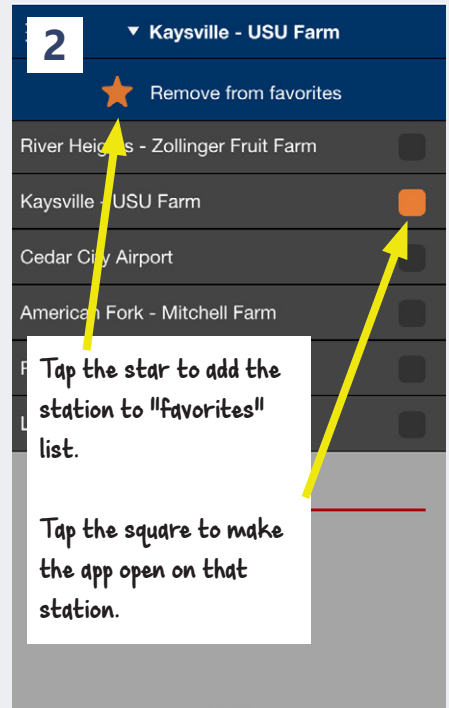 2
▼ Kaysville - USU Farm
Remove from favorites
River Heights - Zollinger Fruit Farm
Kaysville - USU Farm
Cedar City Airport
American Fork - Mitchell Farm
Tap the star to add the
station to "favorites"
list.
Tap the square to make
the app open on that
station.